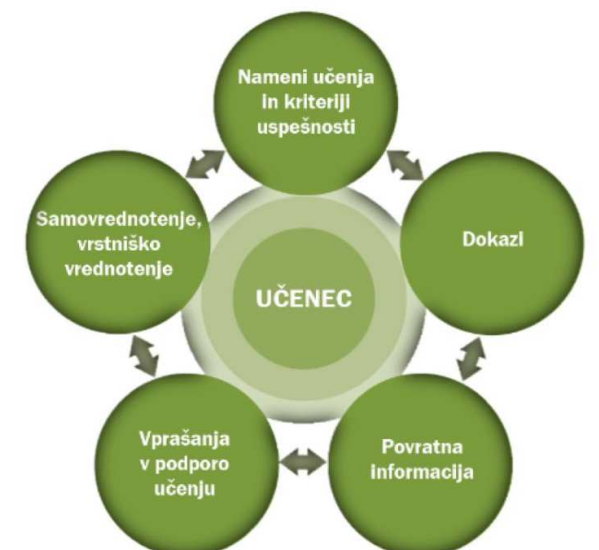 Nameni učenja
in kriteriji
uspešnosti
Samovrednotenje,
vrstniško
vrednotenje
Dokazi
UČENEC
Vprašanja
v podporo
učenju
Povratna
informacija